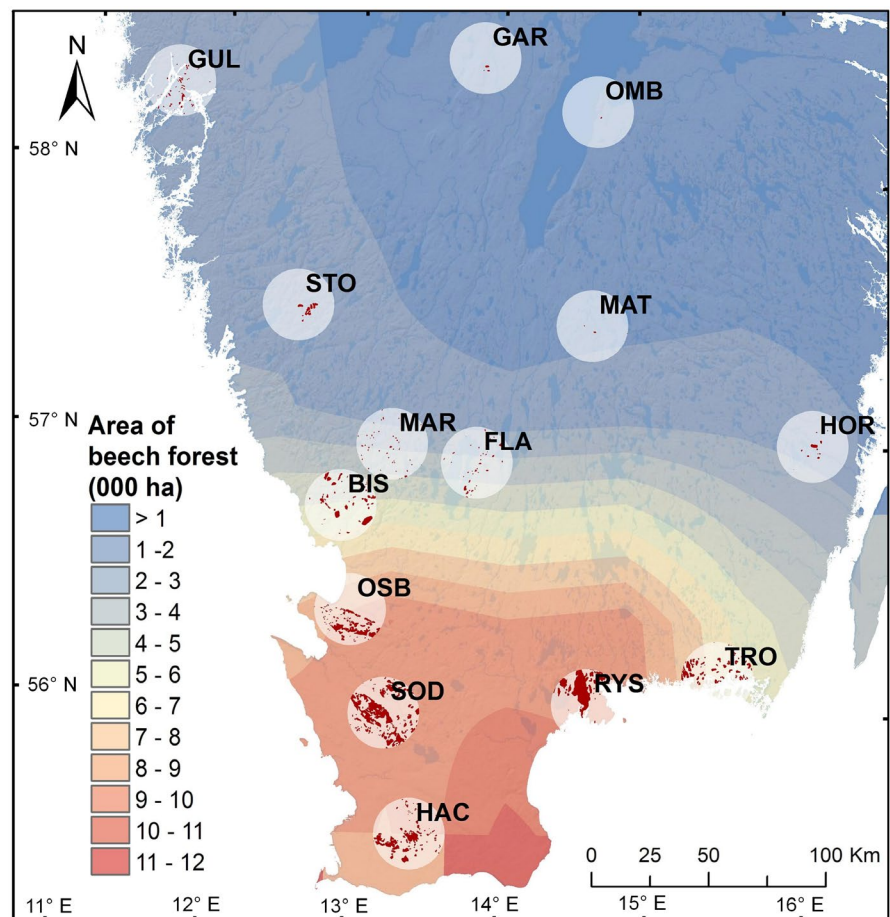 N
GUL
GAR
OMB
58° N
STO
MAT
57° N
MAR
FLA
HOR
Area of
beech forest
(000 ha)
BIS
> 1
1 -2
2 - 3
3 - 4
4 - 5
5 - 6
6 - 7
7 - 8
8 - 9
9 - 10
10 - 11
11 - 12
OSB
TRO
56° N
SOD
RYS
HAC
0 25 50 100 Km
11° E 12° E 13° E 14° E 15° E 16° E